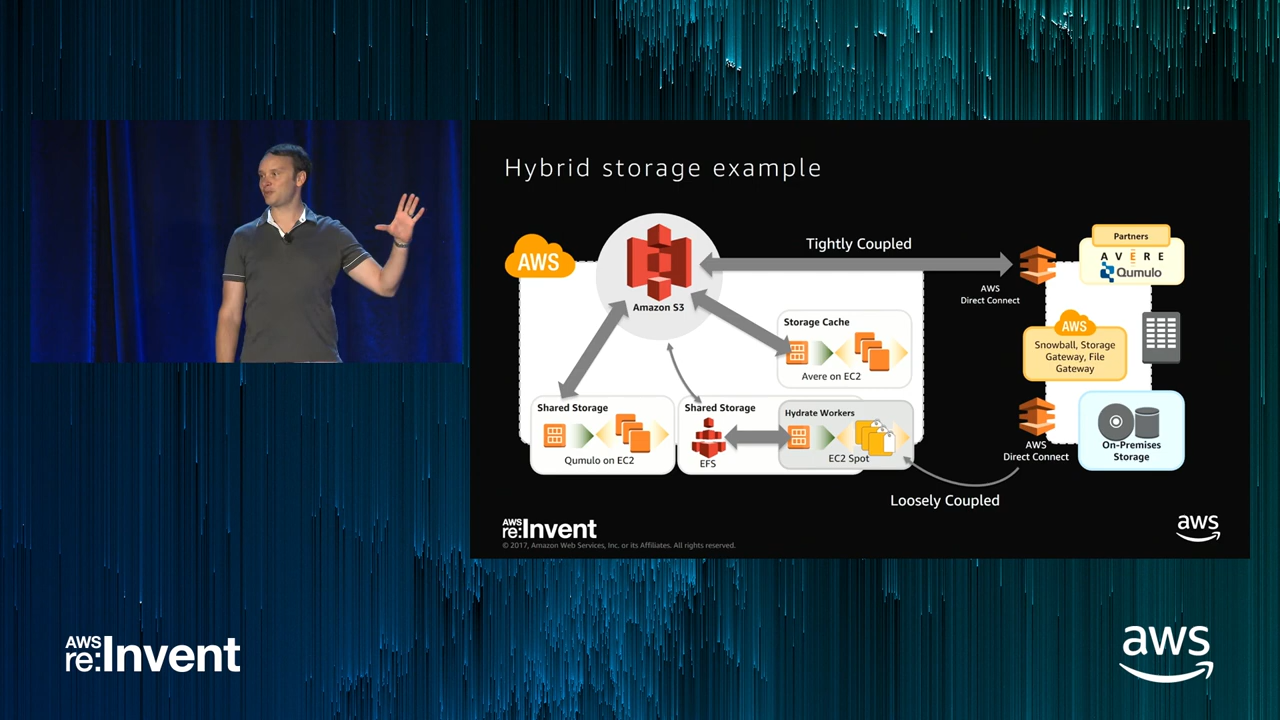 Hybrid storage example
AWS
Amazon S3
Tightly Coupled
AWS
Direct Connect
Partners
AVERE
Qumulo
Storage Cache
Avere on EC2
AWS
Snowball, Storage
Gateway, File
Gateway
Shared Storage
Qumulo on EC2
Shared Storage
EFS
Hydrate Workers
EC2 Spot
AWS
Direct Connect
On-Premises
Storage
Loosely Coupled
AWS
re:Invent
© 2017, Amazon Web Services, Inc. or its Affiliates. All rights reserved.
aws
AWS
re:Invent
aws